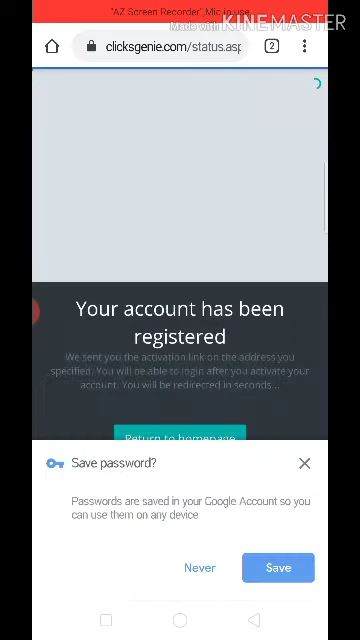 "AZ Screen Recorder",Mic in use
Made with KINEMASTER
clicksgenie.com/status.asp
2
Your account has been
registered
We sent you the activation link on the address you
specified. You will be able to login after you activate your
account. You will be redirected in seconds...
Return to homepage
Save password?
Passwords are saved in your Google Account so you
can use them on any device
Never
Save